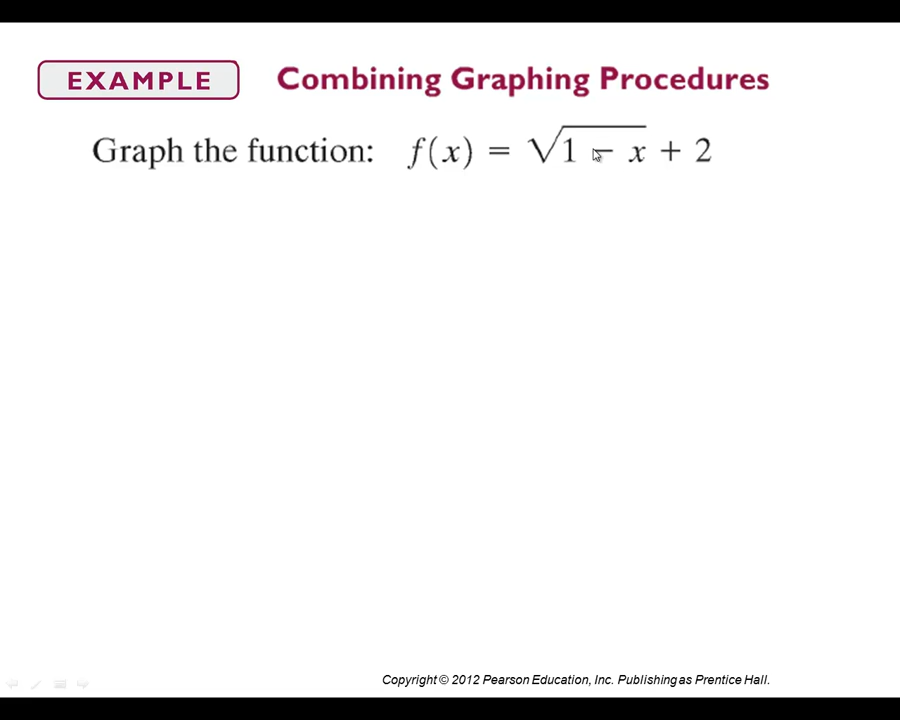 EXAMPLE Combining Graphing Procedures
Graph the function: f(x) = √(1 − x) + 2
Copyright © 2012 Pearson Education, Inc. Publishing as Prentice Hall.